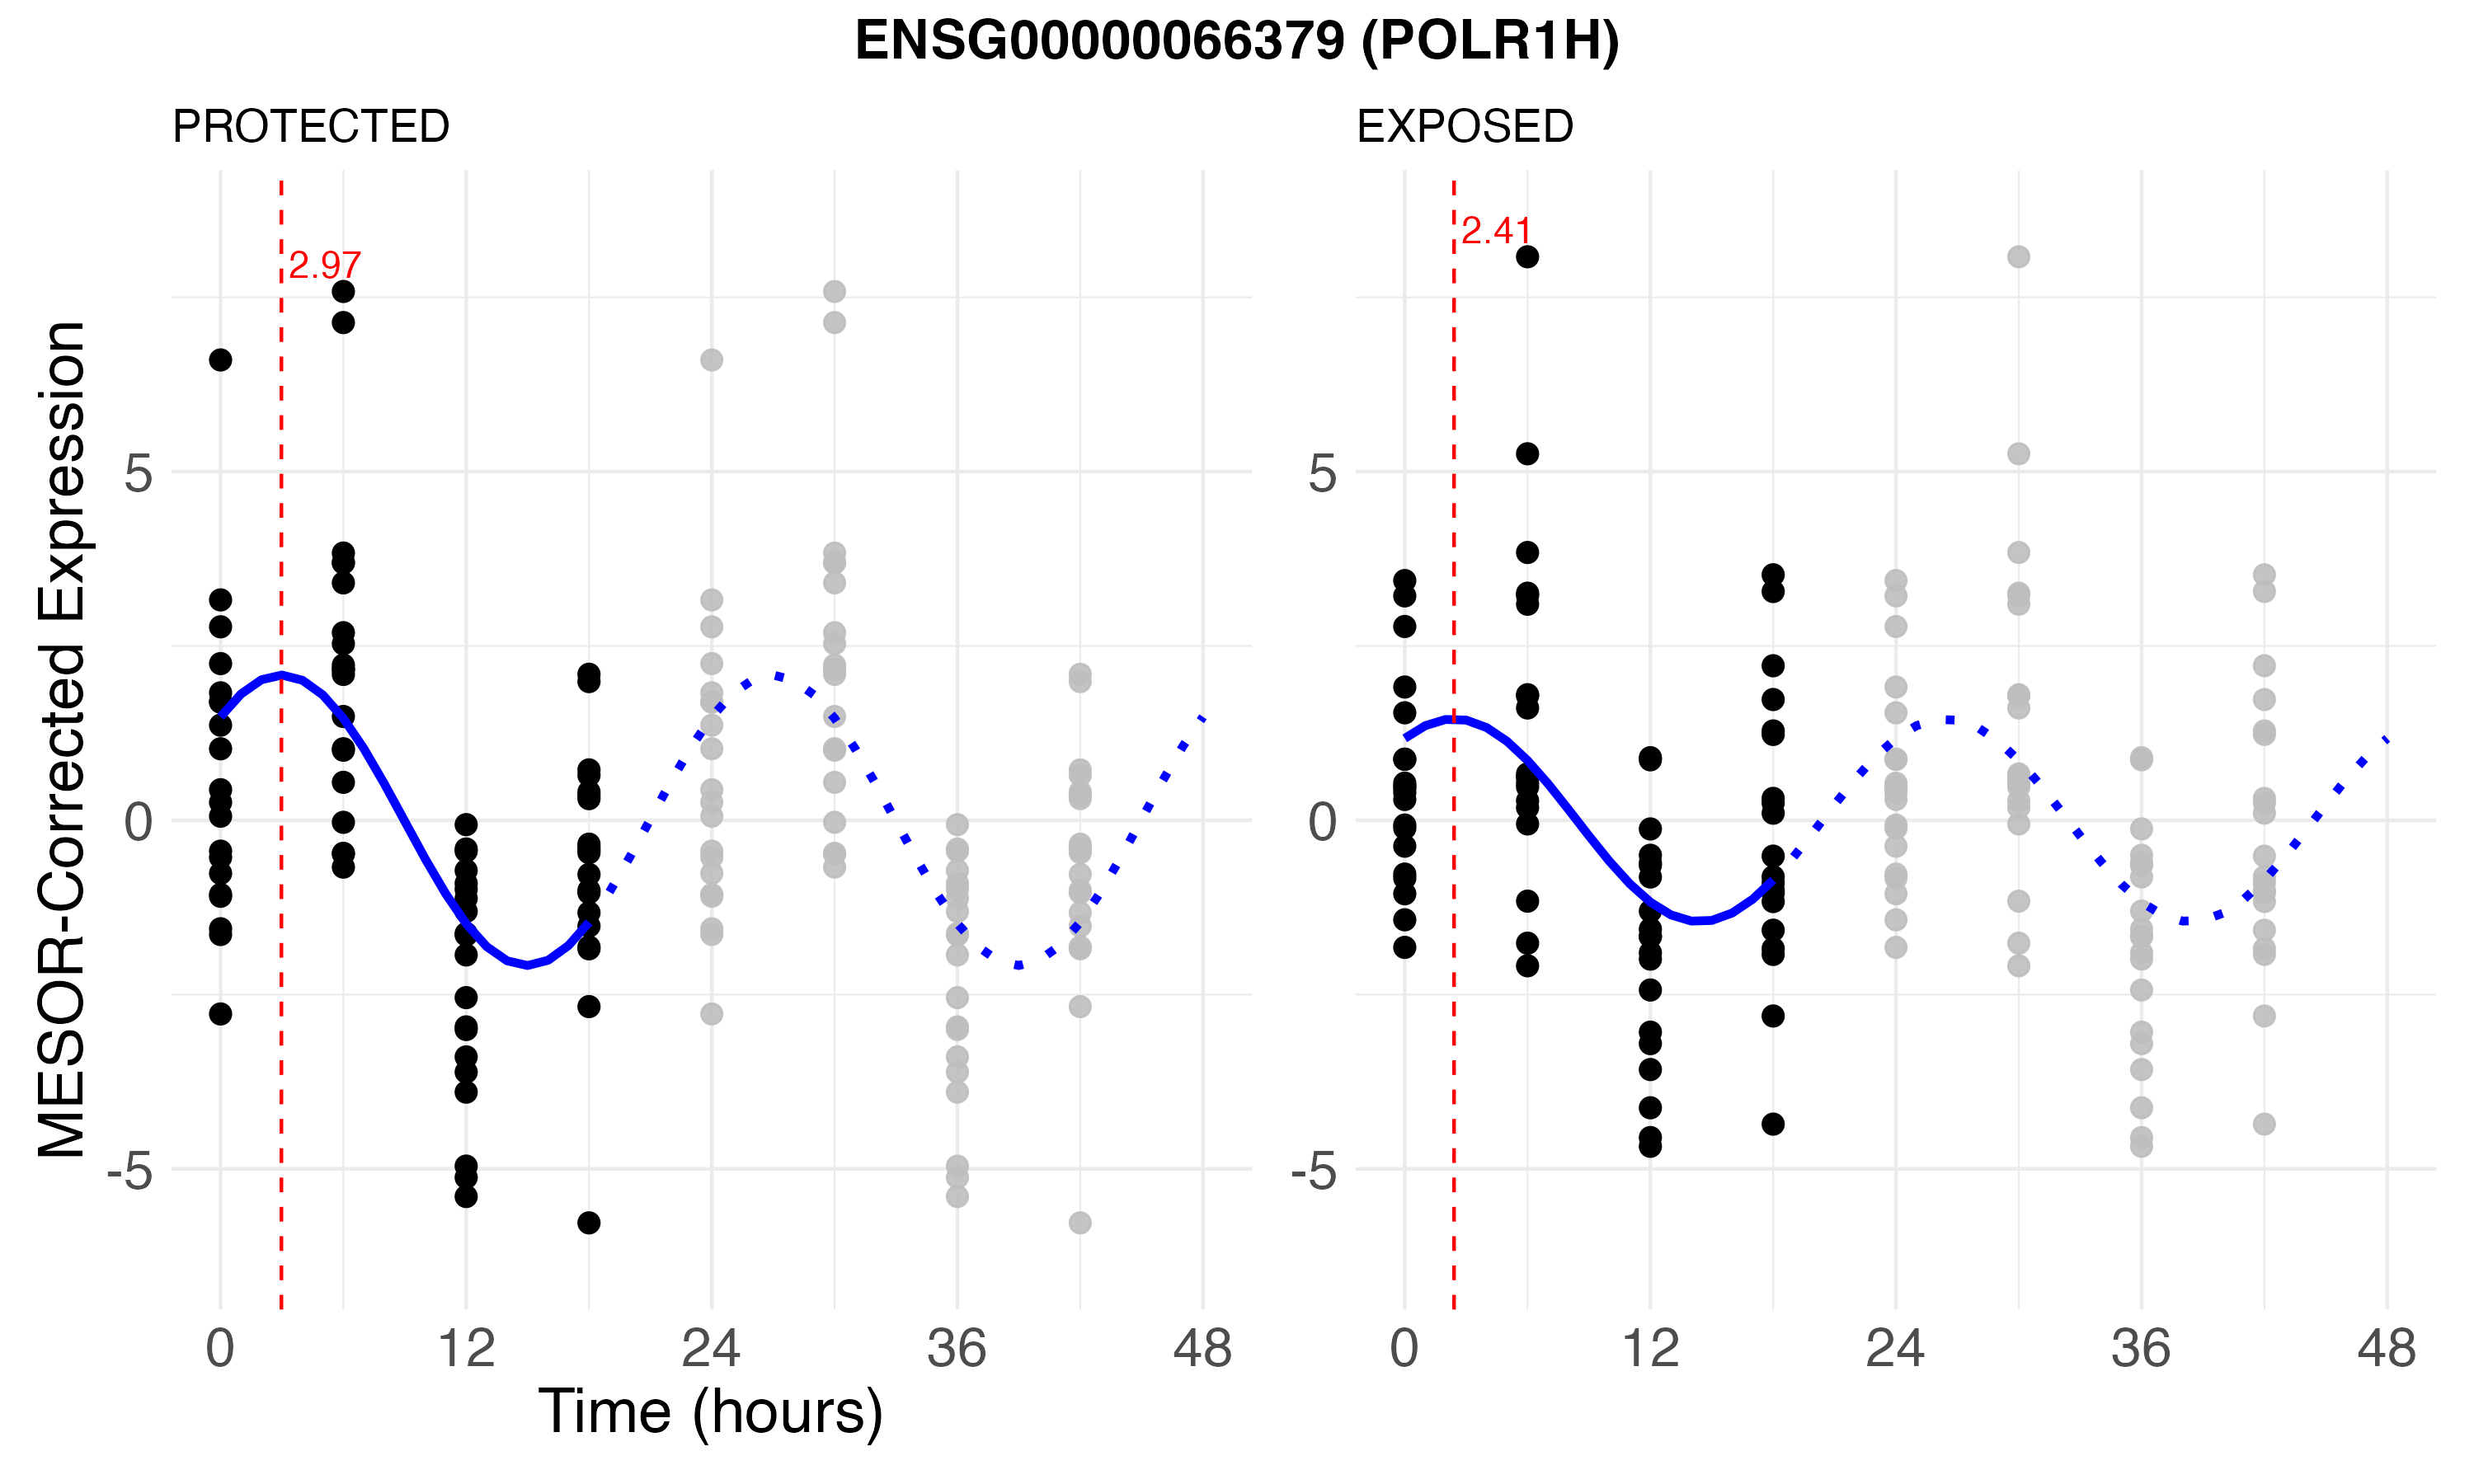 ENSG00000066379 (POLR1H)
PROTECTED
EXPOSED
MESOR-Corrected Expression
2.97
2.41
5
0
-5
5
0
-5
0 12 24 36 48
0 12 24 36 48
Time (hours)